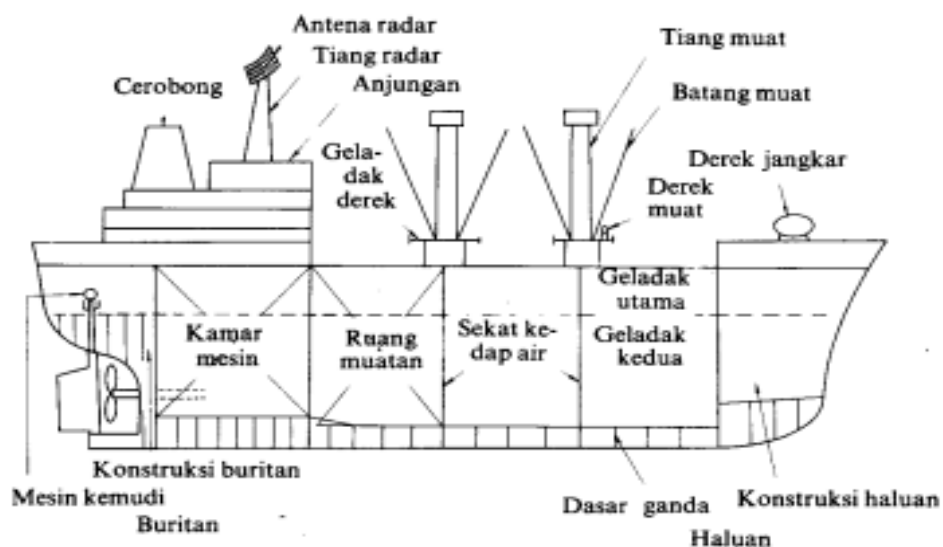 Antena radar
Tiang radar
Anjungan
Cerobong
Tiang muat
Batang muat
Gela-
dak
derek
Derek jangkar
Derek
muat
Geladak
utama
Kamar
mesin
Ruang
muatan
Sekat ke-
dap air
Geladak
kedua
Konstruksi buritan
Mesin kemudi
Buritan
Dasar ganda
Konstruksi haluan
Haluan